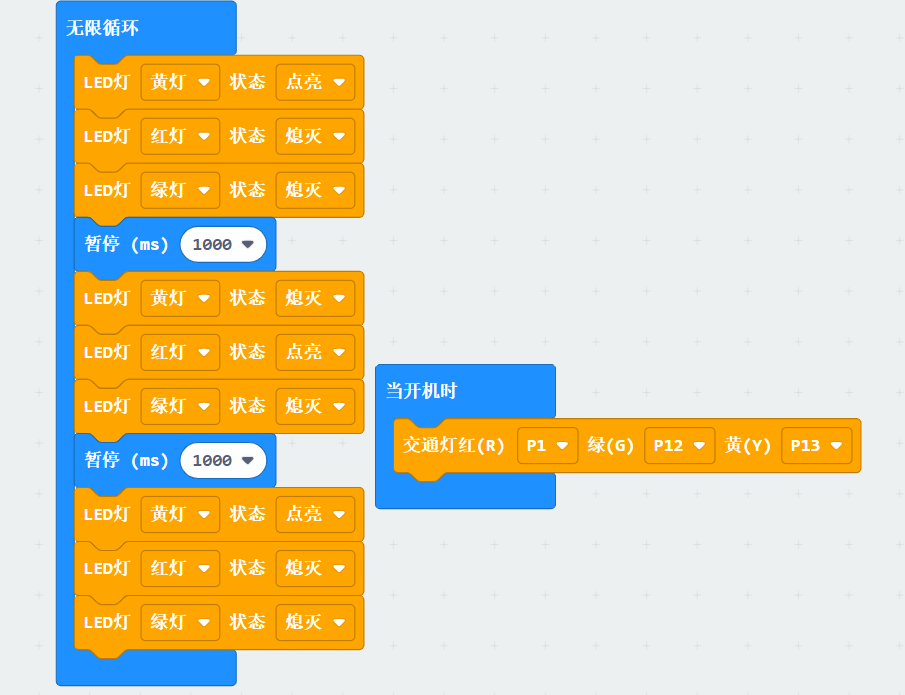 无限循环
LED灯 黄灯 状态 点亮
LED灯 红灯 状态 熄灭
LED灯 绿灯 状态 熄灭
暂停 (ms) 1000
LED灯 黄灯 状态 熄灭
LED灯 红灯 状态 点亮
LED灯 绿灯 状态 熄灭
暂停 (ms) 1000
LED灯 黄灯 状态 点亮
LED灯 红灯 状态 熄灭
LED灯 绿灯 状态 熄灭
当开机时
交通灯红(R) P1 绿(G) P12 黄(Y) P13